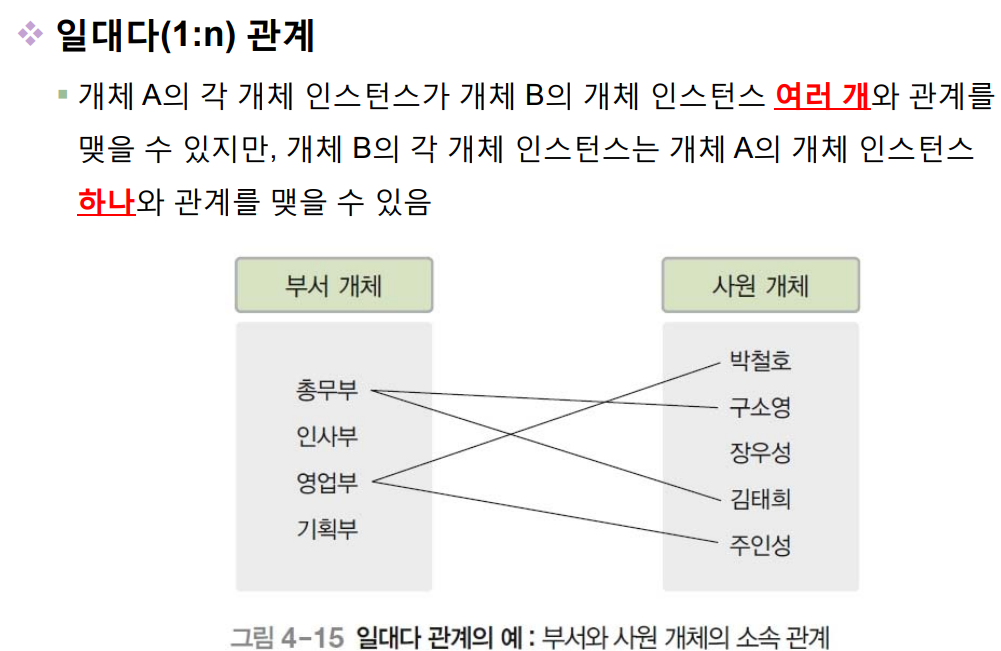 일대다(1:n) 관계
개체 A의 각 개체 인스턴스가 개체 B의 개체 인스턴스 여러 개와 관계를
맺을 수 있지만, 개체 B의 각 개체 인스턴스는 개체 A의 개체 인스턴스
하나와 관계를 맺을 수 있음
부서 개체
총무부
인사부
영업부
기획부
사원 개체
박철호
구소영
장우성
김태희
주인성
그림 4-15 일대다 관계의 예 : 부서와 사원 개체의 소속 관계